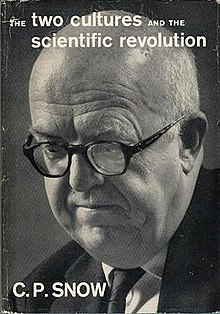 THE two cultures AND THE
scientific revolution
C.P. SNOW